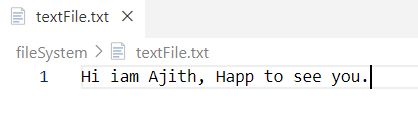 textFile.txt
fileSystem > textFile.txt
1 Hi iam Ajith, Happ to see you.